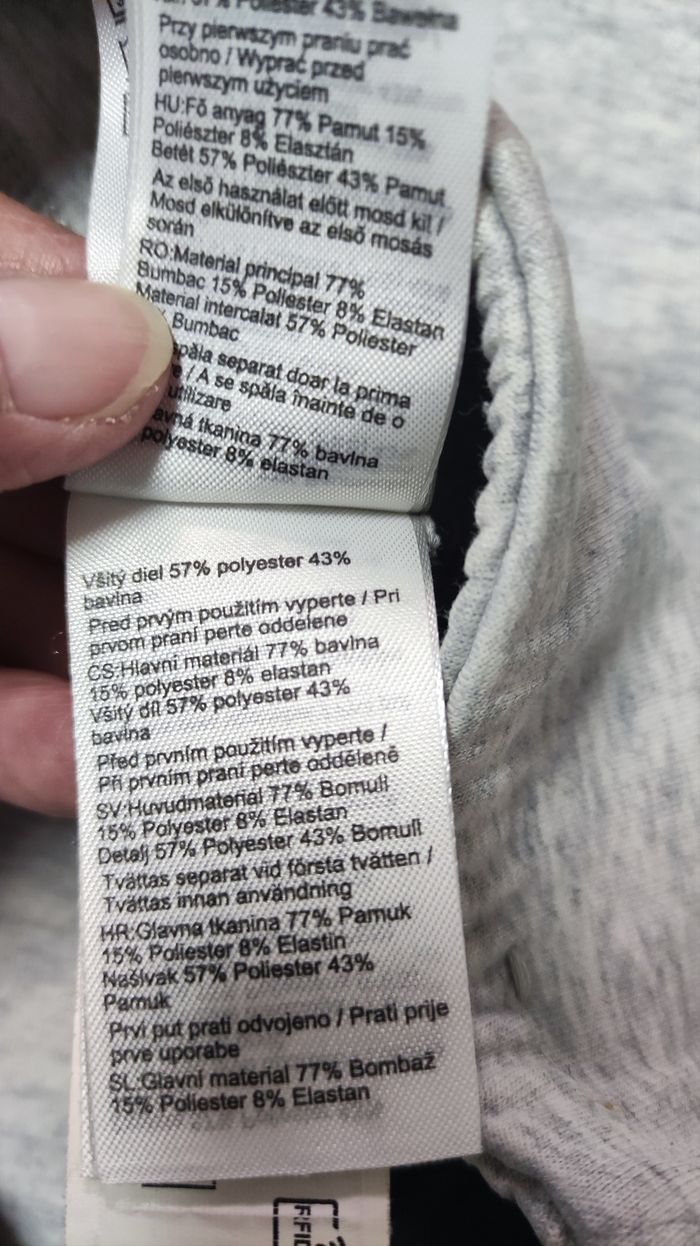 Poliester 43% Bawełna
Przy pierwszym praniu prać
osobno / Wyprać przed
pierwszym użyciem
HU:Fő anyag 77% Pamut 15%
Poliészter 8% Elasztán
Betét 57% Poliészter 43% Pamut
Az első használat előtt mosd ki! /
Mosd elkülönítve az első mosás
során
RO:Material principal 77%
Bumbac 15% Poliester 8% Elastan
Material intercalat 57% Poliester
% Bumbac
separat doar la prima
/ A se spăla înainte de o
utilizare
tkanina 77% bavlna
polyester 8% elastan
Všitý diel 57% polyester 43%
bavlna
Pred prvým použitím vyperte / Pri
prvom praní perte oddelene
CS:Hlavní materiál 77% bavlna
15% polyester 8% elastan
Všitý díl 57% polyester 43%
bavlna
Před prvním použitím vyperte /
Při prvním praní perte odděleně
SV:Huvudmaterial 77% Bomull
15% Polyester 8% Elastan
Detalj 57% Polyester 43% Bomull
Tvättas separat vid första tvätten /
Tvättas innan användning
HR:Glavna tkanina 77% Pamuk
15% Poliester 8% Elastin
Našivak 57% Poliester 43%
Pamuk
Prvi put prati odvojeno / Prati prije
prve uporabe
SL:Glavni material 77% Bombaž
15% Poliester 8% Elastan